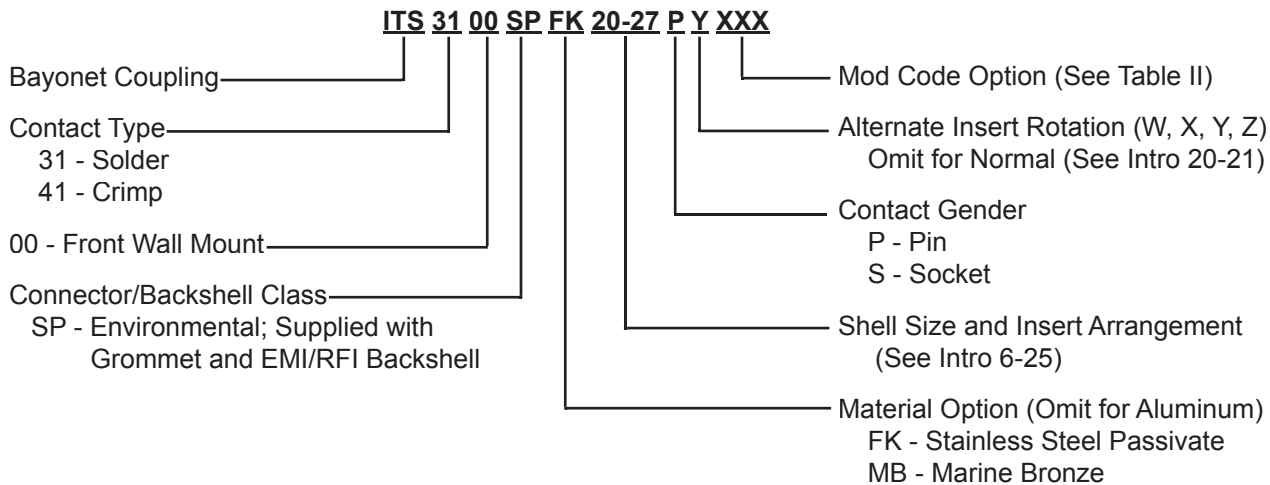 ITS 31 00 SP FK 20-27 P Y XXX
Bayonet Coupling
Contact Type
31 - Solder
41 - Crimp
00 - Front Wall Mount
Connector/Backshell Class
SP - Environmental; Supplied with
Grommet and EMI/RFI Backshell
Mod Code Option (See Table II)
Alternate Insert Rotation (W, X, Y, Z)
Omit for Normal (See Intro 20-21)
Contact Gender
P - Pin
S - Socket
Shell Size and Insert Arrangement
(See Intro 6-25)
Material Option (Omit for Aluminum)
FK - Stainless Steel Passivate
MB - Marine Bronze